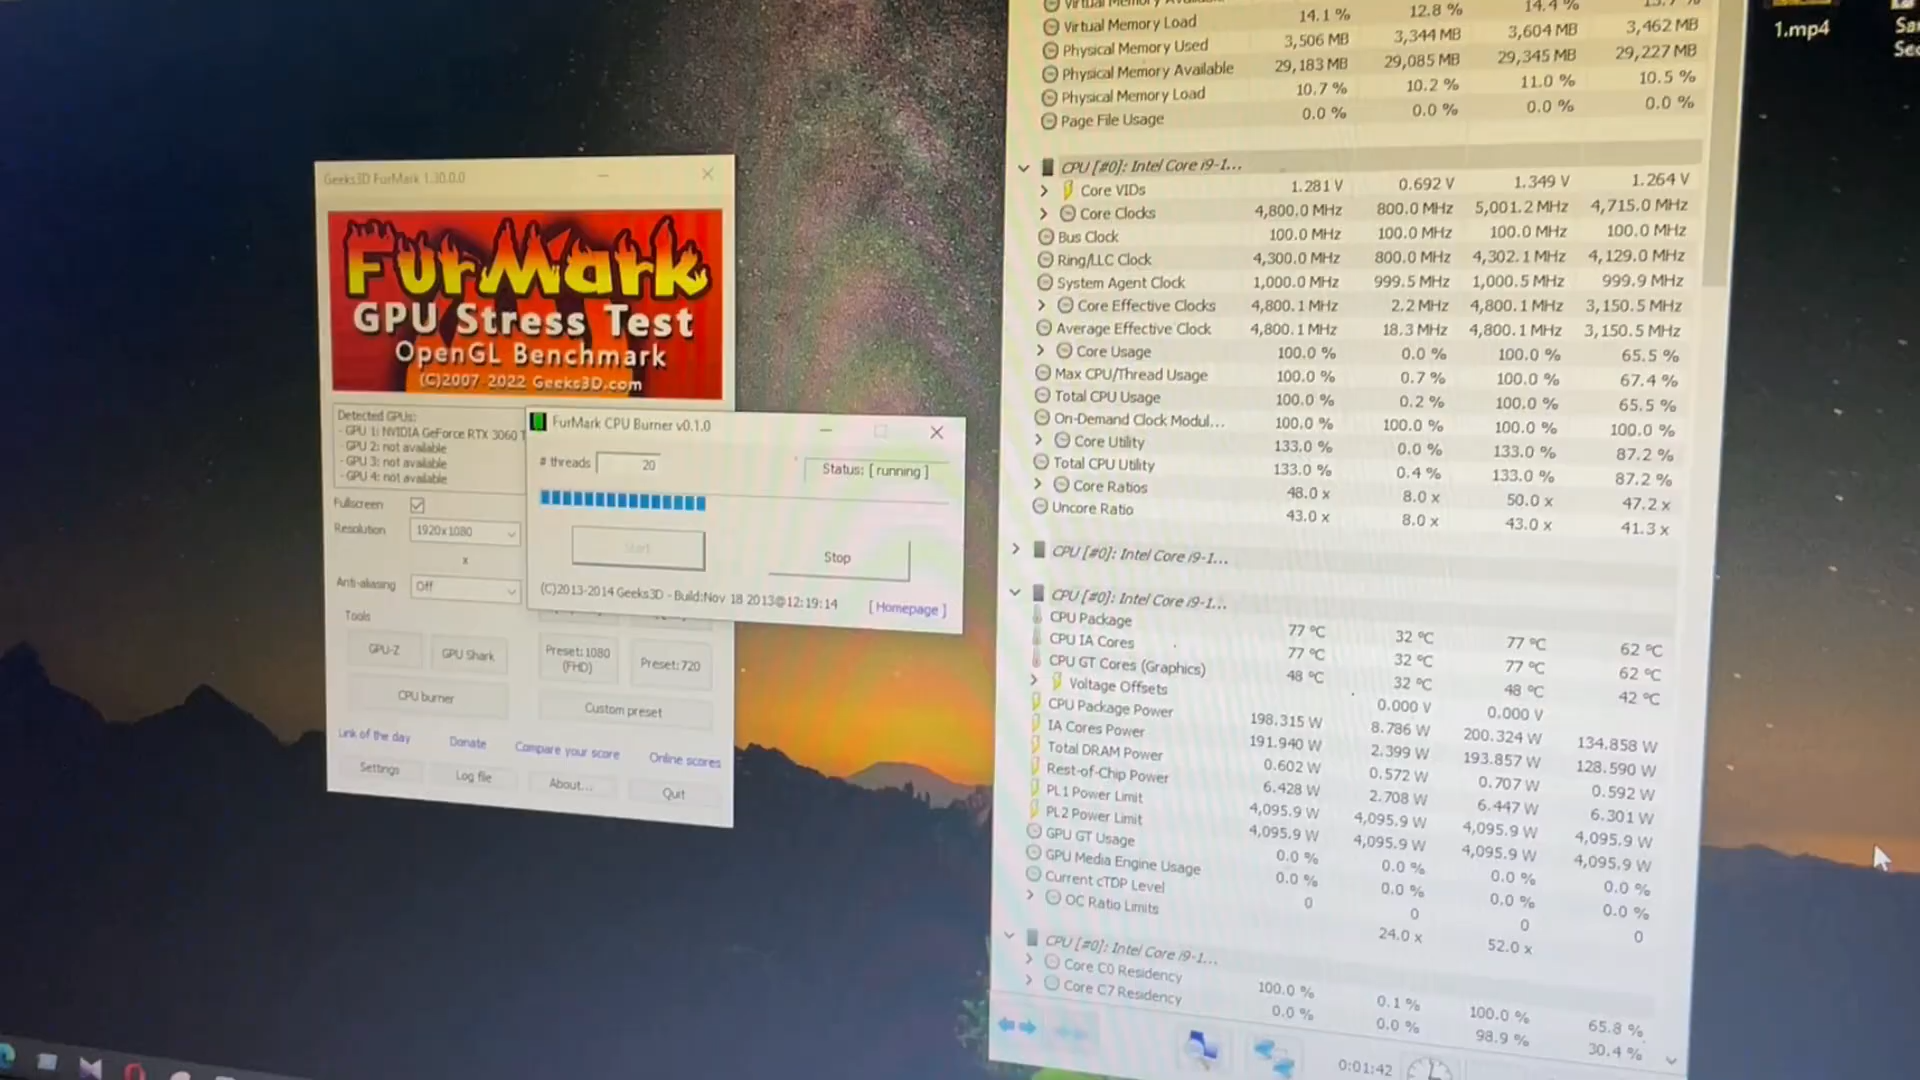 Geeks3D FurMark 1.30.0.0
FurMark
GPU Stress Test
OpenGL Benchmark
(C)2007-2022 Geeks3D.com
Detected GPUs:
- GPU 1: NVIDIA GeForce RTX 3060 T
- GPU 2: not available
- GPU 3: not available
- GPU 4: not available
Fullscreen
Resolution 1920x1080
x
Anti-aliasing Off
Tools
GPU-Z GPU Shark
CPU burner
Preset:1080 (FHD) Preset:720
Custom preset
Link of the day Donate Compare your score Online scores
Settings Log file About... Quit
FurMark CPU Burner v0.1.0
# threads 20 Status: [ running ]
Start Stop
(C)2013-2014 Geeks3D - Build:Nov 18 2013@12:19:14 [ Homepage ]
Virtual Memory Load 14.1 % 12.8 % 14.4 %
Physical Memory Used 3,506 MB 3,344 MB 3,604 MB 3,462 MB
Physical Memory Available 29,183 MB 29,085 MB 29,345 MB 29,227 MB
Physical Memory Load 10.7 % 10.2 % 11.0 % 10.5 %
Page File Usage 0.0 % 0.0 % 0.0 % 0.0 %
CPU [#0]: Intel Core i9-1...
Core VIDs 1.281 V 0.692 V 1.349 V 1.264 V
Core Clocks 4,800.0 MHz 800.0 MHz 5,001.2 MHz 4,715.0 MHz
Bus Clock 100.0 MHz 100.0 MHz 100.0 MHz 100.0 MHz
Ring/LLC Clock 4,300.0 MHz 800.0 MHz 4,302.1 MHz 4,129.0 MHz
System Agent Clock 1,000.0 MHz 999.5 MHz 1,000.5 MHz 999.9 MHz
Core Effective Clocks 4,800.1 MHz 2.2 MHz 4,800.1 MHz 3,150.5 MHz
Average Effective Clock 4,800.1 MHz 18.3 MHz 4,800.1 MHz 3,150.5 MHz
Core Usage 100.0 % 0.0 % 100.0 % 65.5 %
Max CPU/Thread Usage 100.0 % 0.7 % 100.0 % 67.4 %
Total CPU Usage 100.0 % 0.2 % 100.0 % 65.5 %
On-Demand Clock Modul... 100.0 % 100.0 % 100.0 % 100.0 %
Core Utility 133.0 % 0.0 % 133.0 % 87.2 %
Total CPU Utility 133.0 % 0.4 % 133.0 % 87.2 %
Core Ratios 48.0 x 8.0 x 50.0 x 47.2 x
Uncore Ratio 43.0 x 8.0 x 43.0 x 41.3 x
CPU [#0]: Intel Core i9-1...
CPU [#0]: Intel Core i9-1...
CPU Package 77 °C 32 °C 77 °C 62 °C
CPU IA Cores 77 °C 32 °C 77 °C 62 °C
CPU GT Cores (Graphics) 48 °C 32 °C 48 °C 42 °C
Voltage Offsets 0.000 V 0.000 V
CPU Package Power 198.315 W 8.786 W 200.324 W 134.858 W
IA Cores Power 191.940 W 2.399 W 193.857 W 128.590 W
Total DRAM Power 0.602 W 0.572 W 0.707 W 0.592 W
Rest-of-Chip Power 6.428 W 2.708 W 6.447 W 6.301 W
PL1 Power Limit 4,095.9 W 4,095.9 W 4,095.9 W 4,095.9 W
PL2 Power Limit 4,095.9 W 4,095.9 W 4,095.9 W 4,095.9 W
GPU GT Usage 0.0 % 0.0 % 0.0 % 0.0 %
GPU Media Engine Usage 0.0 % 0.0 % 0.0 % 0.0 %
Current cTDP Level 0 0 0 0
OC Ratio Limits 24.0 x 52.0 x
CPU [#0]: Intel Core i9-1...
Core C0 Residency 100.0 % 0.1 % 100.0 % 65.8 %
Core C7 Residency 0.0 % 0.0 % 98.9 % 30.4 %
0:01:42
1.mp4